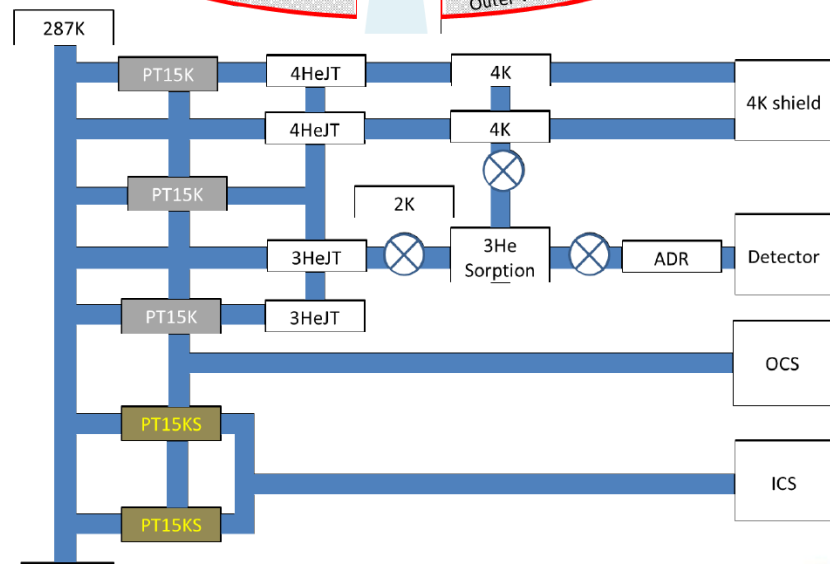 Outer
287K
PT15K
4HeJT
4K
4K shield
4HeJT
4K
PT15K
2K
3HeJT
3He
Sorption
ADR
Detector
PT15K
3HeJT
OCS
PT15KS
ICS
PT15KS